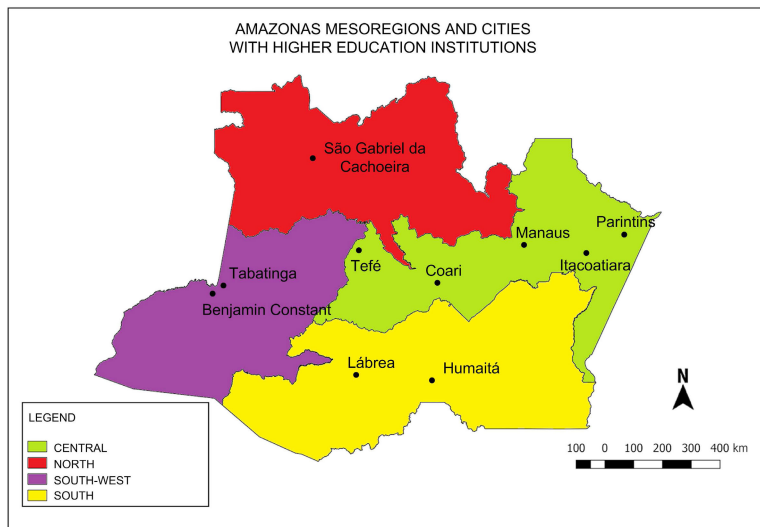 AMAZONAS MESOREGIONS AND CITIES
WITH HIGHER EDUCATION INSTITUTIONS
São Gabriel da
Cachoeira
Parintins
Manaus
Itacoatiara
Tefé
Coari
Tabatinga
Benjamin Constant
Lábrea
Humaitá
N
LEGEND
CENTRAL
NORTH
SOUTH-WEST
SOUTH
100 0 100 200 300 400 km